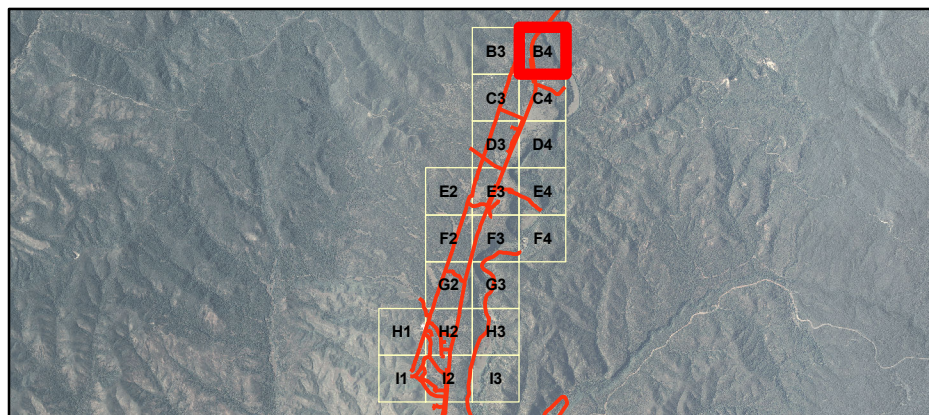 B3 B4
C3 C4
D3 D4
E2 E3 E4
F2 F3 F4
G2 G3
H1 H2 H3
I1 I2 I3